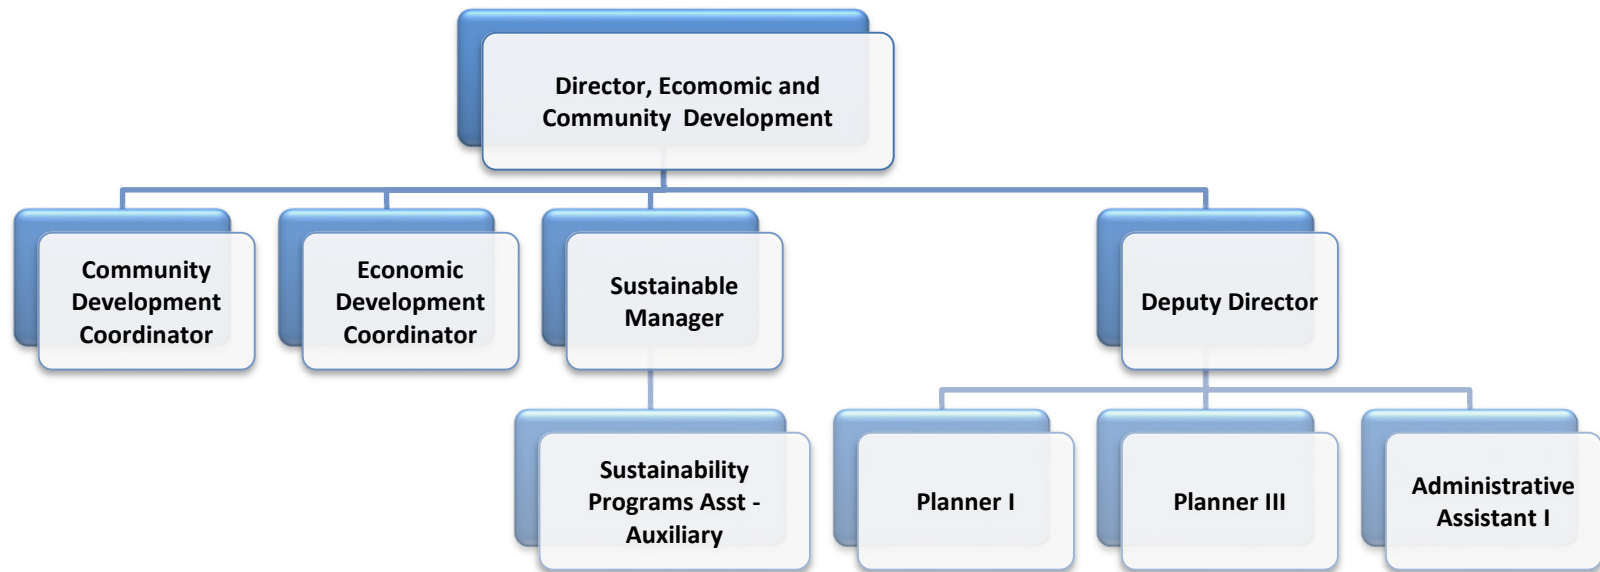 Director, Ecomomic and
Community  Development
Community
Development
Coordinator
Economic
Development
Coordinator
Sustainable
Manager
Deputy Director
Sustainability
Programs Asst -
Auxiliary
Planner I
Planner III
Administrative
Assistant I